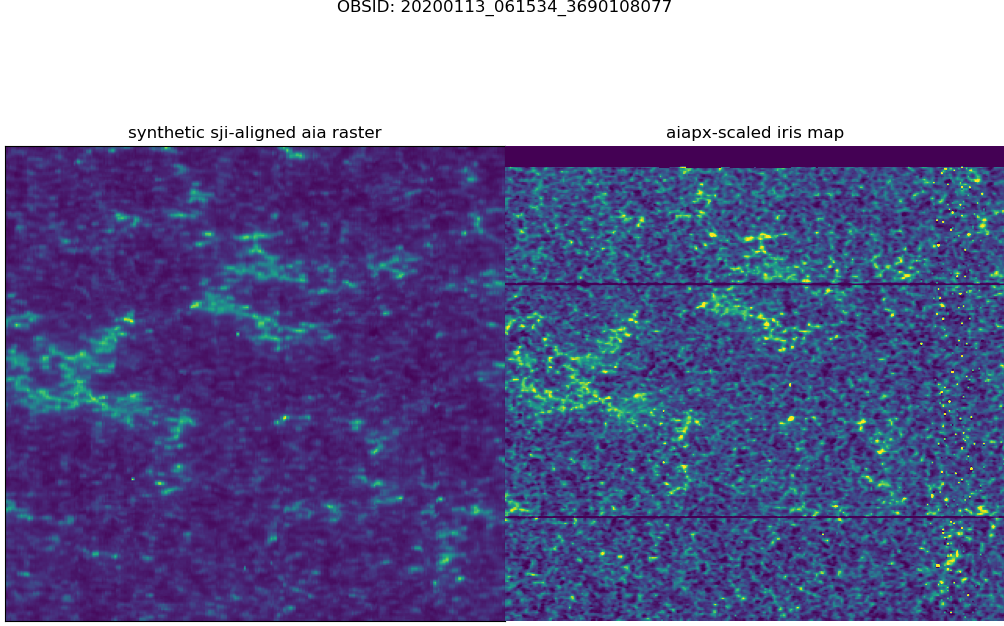 OBSID: 20200113_061534_3690108077
synthetic sji-aligned aia raster
aiapx-scaled iris map